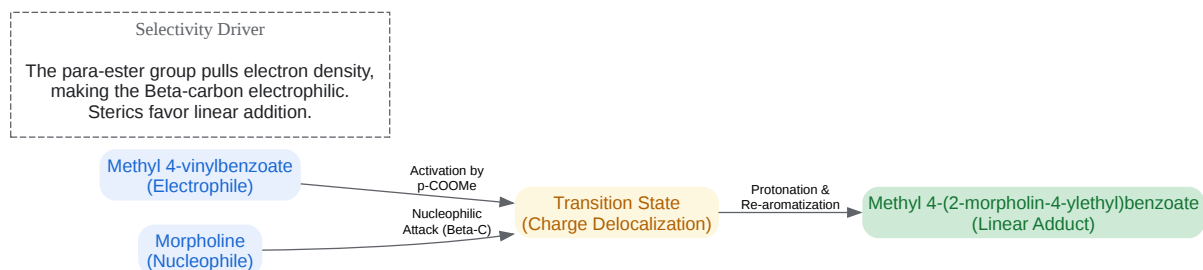 Selectivity Driver
The para-ester group pulls electron density,
making the Beta-carbon electrophilic.
Sterics favor linear addition.
Methyl 4-vinylbenzoate
(Electrophile)
Activation by
p-COOMe
Morpholine
(Nucleophile)
Nucleophilic
Attack (Beta-C)
Transition State
(Charge Delocalization)
Protonation &
Re-aromatization
Methyl 4-(2-morpholin-4-ylethyl)benzoate
(Linear Adduct)